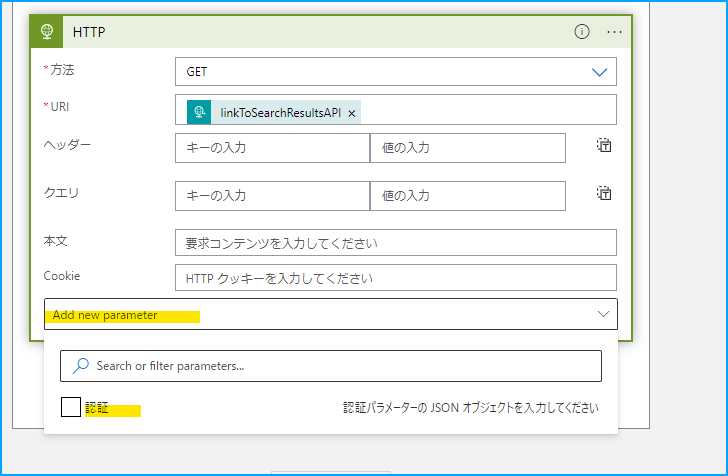 HTTP
*方法
GET
*URI
linkToSearchResultsAPI ×
ヘッダー
キーの入力
値の入力
クエリ
キーの入力
値の入力
本文
要求コンテンツを入力してください
Cookie
HTTP クッキーを入力してください
Add new parameter
Search or filter parameters...
認証
認証パラメーターの JSON オブジェクトを入力してください